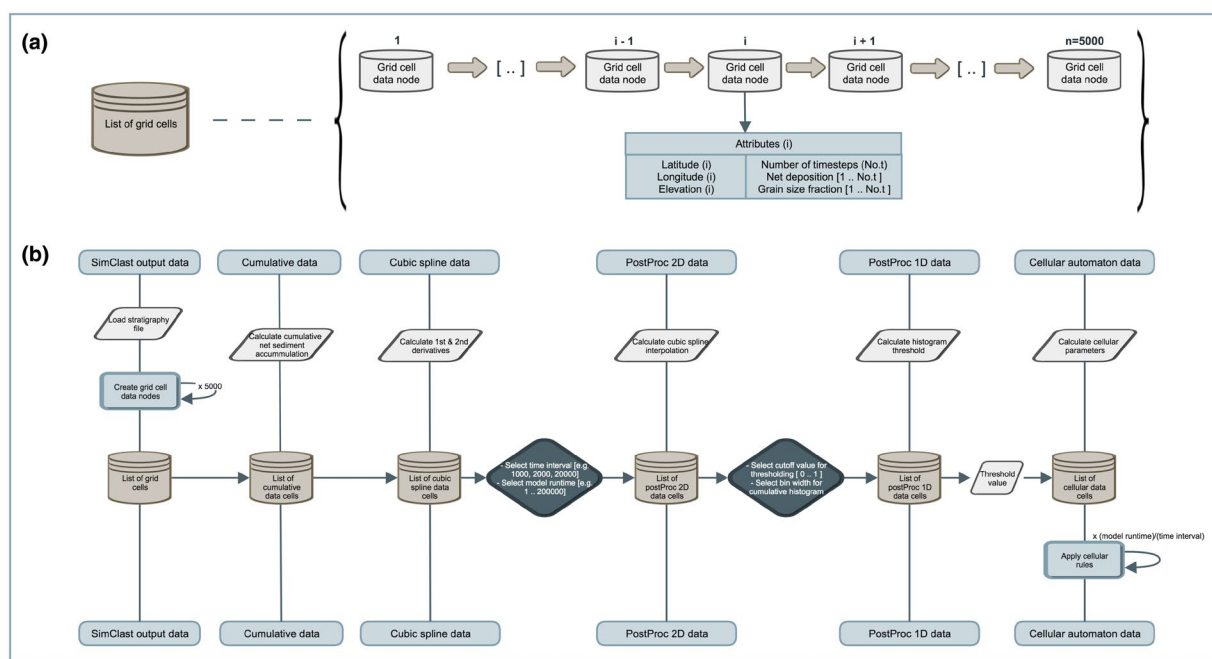 (a)
List of grid cells
1
i - 1
i
i + 1
n=5000
Grid cell
data node
[ .. ]
Grid cell
data node
Grid cell
data node
Grid cell
data node
[ .. ]
Grid cell
data node
Attributes (i)
Latitude (i)
Longitude (i)
Elevation (i)
Number of timesteps (No.t)
Net deposition [1 .. No.t ]
Grain size fraction [1 .. No.t ]
(b)
SimClast output data
Cumulative data
Cubic spline data
PostProc 2D data
PostProc 1D data
Cellular automaton data
Load stratigraphy
file
Calculate cumulative
net sediment
accummulation
Calculate 1st & 2nd
derivatives
Calculate cubic spline
interpolation
Calculate histogram
threshold
Calculate cellular
parameters
Create grid cell
data nodes
x 5000
List of grid
cells
List of
cumulative
data cells
List of cubic
spline data
cells
- Select time interval [e.g.
1000, 2000, 20000]
- Select model runtime [e.g.
1 .. 200000]
List of
postProc 2D
data cells
- Select cutoff value for
thresholding [ 0 .. 1 ]
- Select bin width for
cumulative histogram
List of
postProc 1D
data cells
Threshold
value
List of
cellular data
cells
x (model runtime)/(time interval)
Apply cellular
rules
SimClast output data
Cumulative data
Cubic spline data
PostProc 2D data
PostProc 1D data
Cellular automaton data